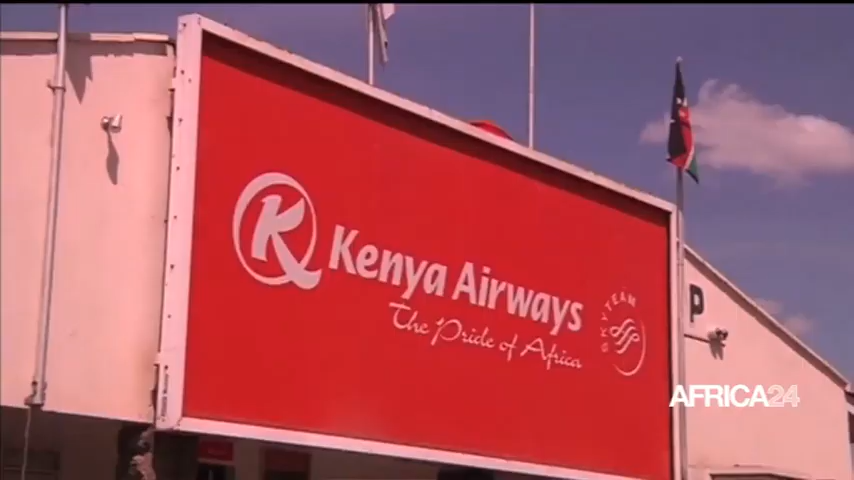 K
Kenya Airways
The Pride of Africa
SKYTEAM
P
AFRICA24